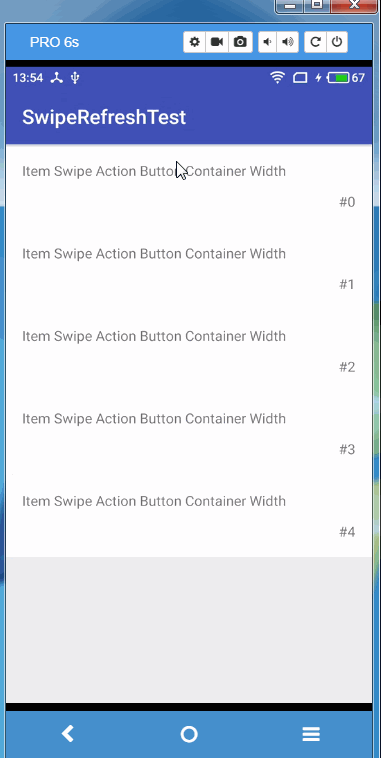 PRO 6s
13:54 67
SwipeRefreshTest
Item Swipe Action Button Container Width
#0
Item Swipe Action Button Container Width
#1
Item Swipe Action Button Container Width
#2
Item Swipe Action Button Container Width
#3
Item Swipe Action Button Container Width
#4